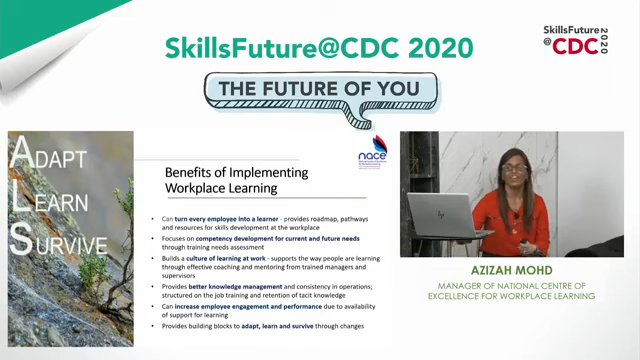 SkillsFuture@CDC 2020
SkillsFuture
@CDC
2020
THE FUTURE OF YOU
ADAPT
LEARN
SURVIVE
nace
Benefits of Implementing
Workplace Learning
• Can turn every employee into a learner - provides roadmap, pathways
and resources for skills development at the workplace
• Focuses on competency development for current and future needs
through training needs assessment
• Builds a culture of learning at work - supports the way people are learning
through effective coaching and mentoring from trained managers and
supervisors
• Provides better knowledge management and consistency in operations;
structured on the job training and retention of tacit knowledge
• Can increase employee engagement and performance due to availability
of support for learning
• Provides building blocks to adapt, learn and survive through changes
AZIZAH MOHD
MANAGER OF NATIONAL CENTRE OF
EXCELLENCE FOR WORKPLACE LEARNING